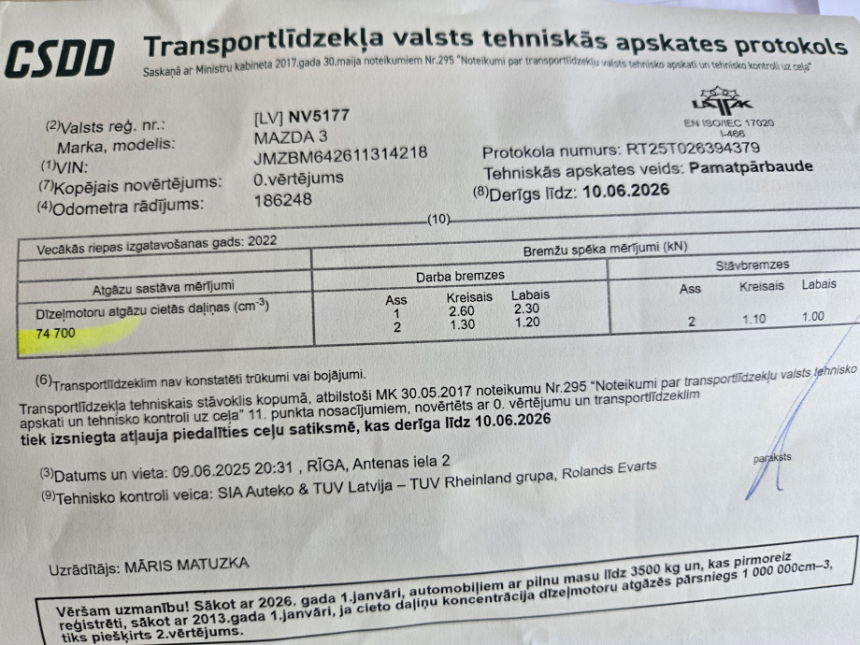 CSDD
Transportlīdzekļa valsts tehniskās apskates protokols
Saskaņā ar Ministru kabineta 2017.gada 30.maija noteikumiem Nr.295 "Noteikumi par transportlīdzekļu valsts tehnisko apskati un tehnisko kontroli uz ceļa"
(2)Valsts reģ. nr.: [LV] NV5177
Marka, modelis: MAZDA 3
(1)VIN: JMZBM642611314218
(7)Kopējais novērtējums: 0.vērtējums
(4)Odometra rādījums: 186248
LATAK
EN ISO/IEC 17020
I-466
Protokola numurs: RT25T026394379
Tehniskās apskates veids: Pamatpārbaude
(8)Derīgs līdz: 10.06.2026
(10)
Vecākās riepas izgatavošanas gads: 2022
Bremžu spēka mērījumi (kN)
Atgāzu sastāva mērījumi
Darba bremzes
Stāvbremzes
Dīzeļmotoru atgāzu cietās daļiņas (cm-3)
74 700
Ass Kreisais Labais
1 2.60 2.30
2 1.30 1.20
Ass Kreisais Labais
2 1.10 1.00
(6)Transportlīdzeklim nav konstatēti trūkumi vai bojājumi.
Transportlīdzekļa tehniskais stāvoklis kopumā, atbilstoši MK 30.05.2017 noteikumu Nr.295 "Noteikumi par transportlīdzekļu valsts tehnisko
apskati un tehnisko kontroli uz ceļa" 11. punkta nosacījumiem, novērtēts ar 0. vērtējumu un transportlīdzeklim
tiek izsniegta atļauja piedalīties ceļu satiksmē, kas derīga līdz 10.06.2026
(3)Datums un vieta: 09.06.2025 20:31 , RĪGA, Antenas iela 2
(9)Tehnisko kontroli veica: SIA Auteko & TUV Latvija – TUV Rheinland grupa, Rolands Evarts
paraksts
Uzrādītājs: MĀRIS MATUZKA
Vēršam uzmanību! Sākot ar 2026. gada 1.janvāri, automobiļiem ar pilnu masu līdz 3500 kg un, kas pirmoreiz
reģistrēti, sākot ar 2013.gada 1.janvāri, ja cieto daļiņu koncentrācija dīzeļmotoru atgāzēs pārsniegs 1 000 000cm–3,
tiks piešķirts 2.vērtējums.